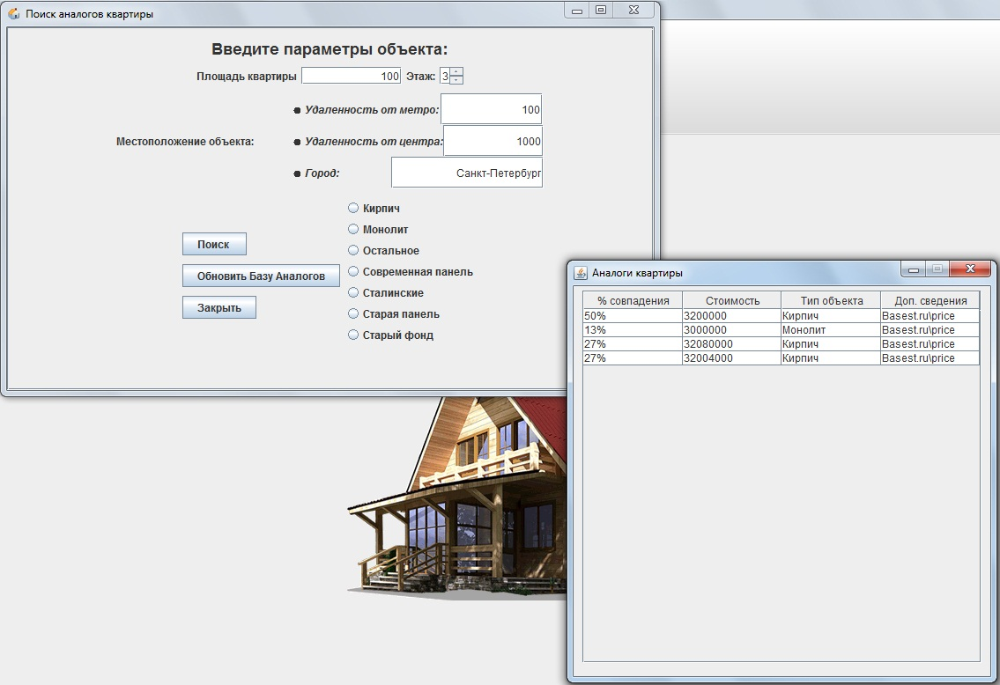 Поиск аналогов квартиры
Введите параметры объекта:
Площадь квартиры 100 Этаж: 3
Удаленность от метро: 100
Местоположение объекта: Удаленность от центра: 1000
Город: Санкт-Петербург
Кирпич
Монолит
Поиск
Остальное
Современная панель
Обновить Базу Аналогов
Сталинские
Закрыть
Старая панель
Старый фонд
Аналоги квартиры
% совпадения Стоимость Тип объекта Доп. сведения
50% 3200000 Кирпич Basest.ru\price
13% 3000000 Монолит Basest.ru\price
27% 32080000 Кирпич Basest.ru\price
27% 32004000 Кирпич Basest.ru\price